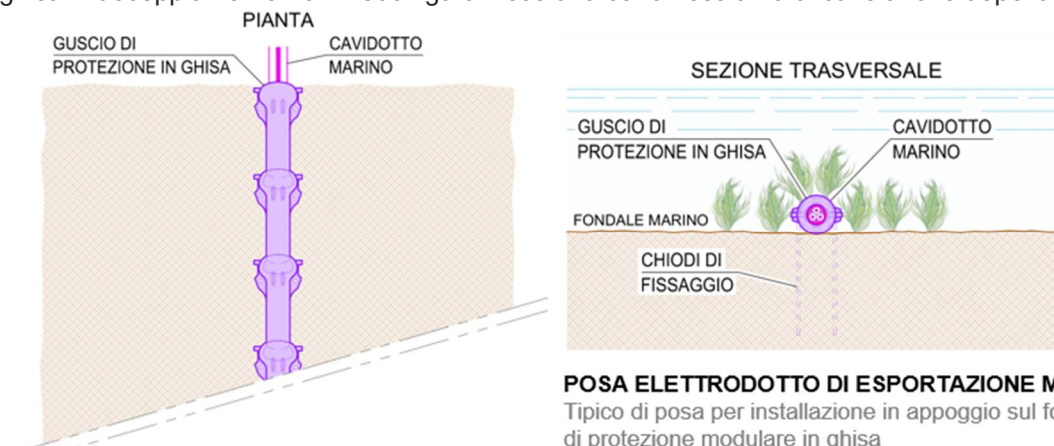 PIANTA
GUSCIO DI
PROTEZIONE IN GHISA
CAVIDOTTO
MARINO
SEZIONE TRASVERSALE
GUSCIO DI
PROTEZIONE IN GHISA
CAVIDOTTO
MARINO
FONDALE MARINO
CHIODI DI
FISSAGGIO
POSA ELETTRODOTTO DI ESPORTAZIONE M
Tipico di posa per installazione in appoggio sul fo
di protezione modulare in ghisa